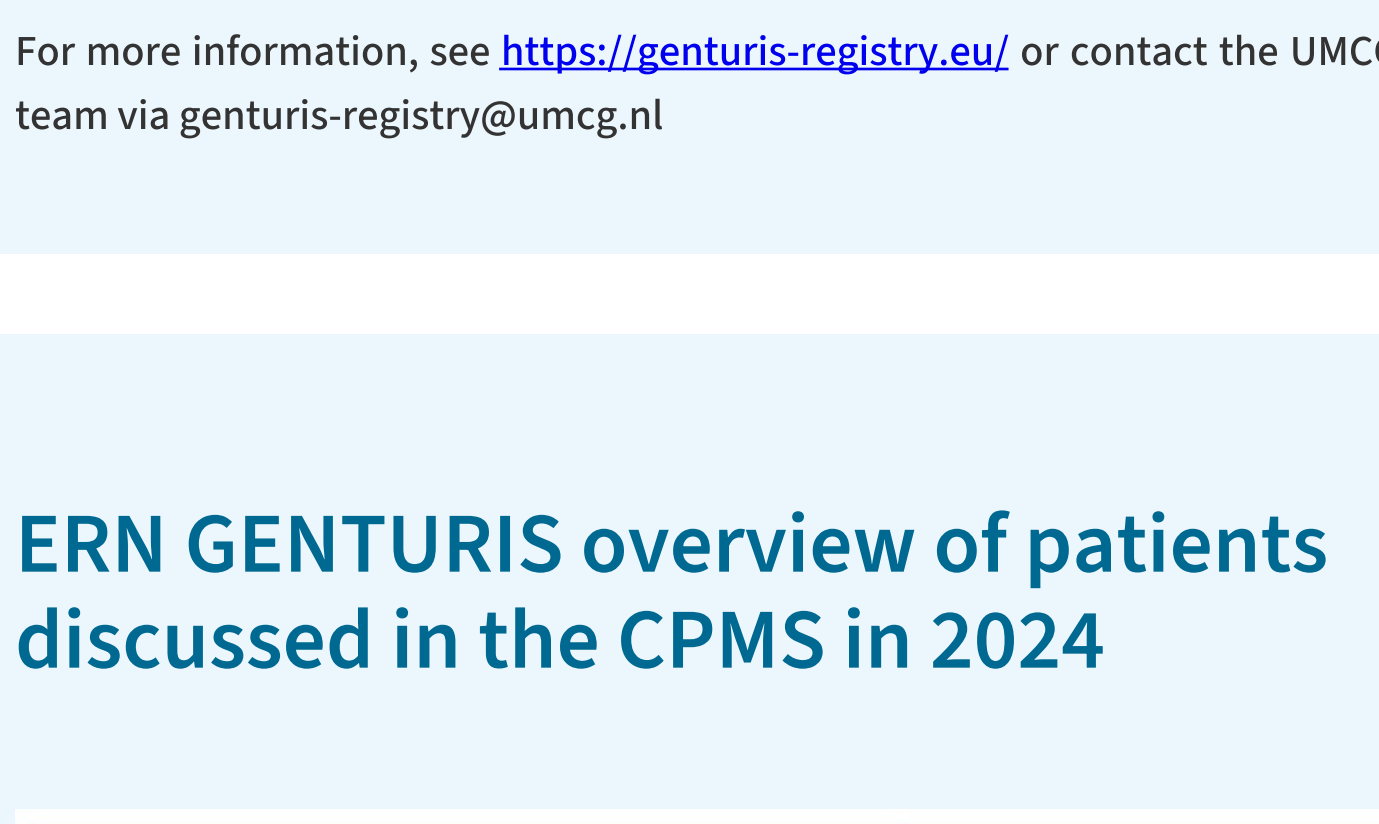 For more information, see https://genturis-registry.eu/ or contact the
team via genturis-registry@umcg.nl
ERN GENTURIS overview of patients
discussed in the CPMS in 2024